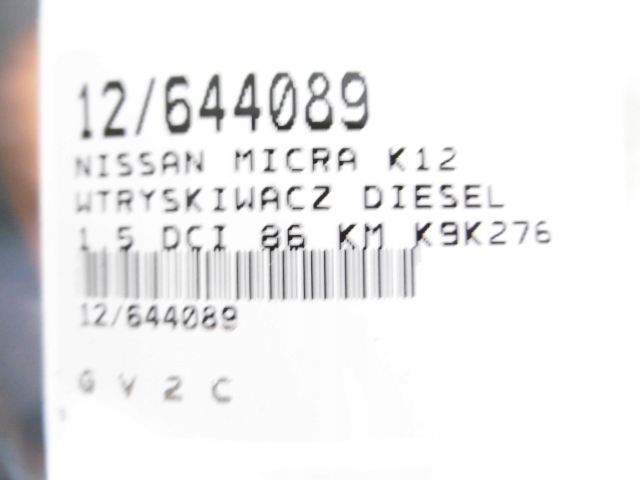 12/644089
NISSAN MICRA K12
WTRYSKIWACZ DIESEL
1.5 DCI 86 KM K9K276
12/644089
G V 2 C